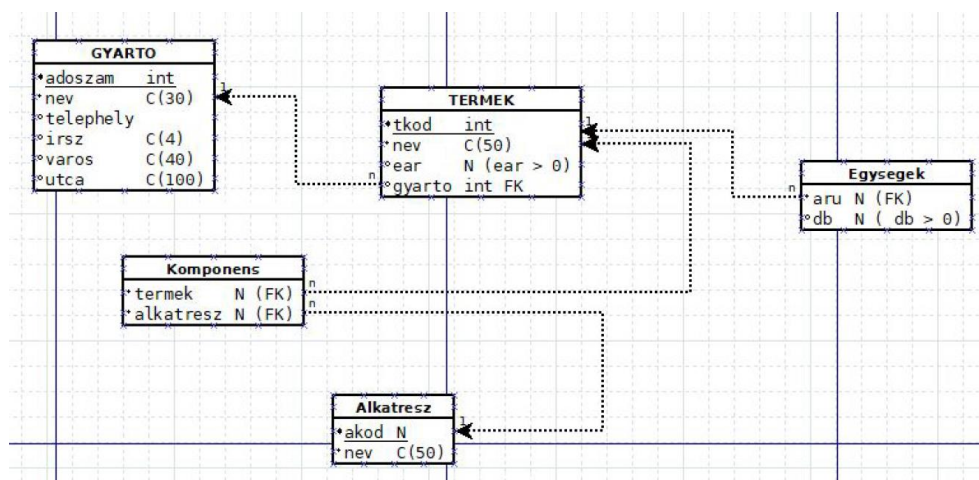 GYARTO
adoszam int
nev C(30)
telephely
irsz C(4)
varos C(40)
utca C(100)
1
n
TERMEK
tkod int
nev C(50)
ear N (ear > 0)
gyarto int FK
1
n
Egysegek
aru N (FK)
db N ( db > 0)
Komponens
termek N (FK)
alkatresz N (FK)
n
n
Alkatresz
akod N
nev C(50)
1